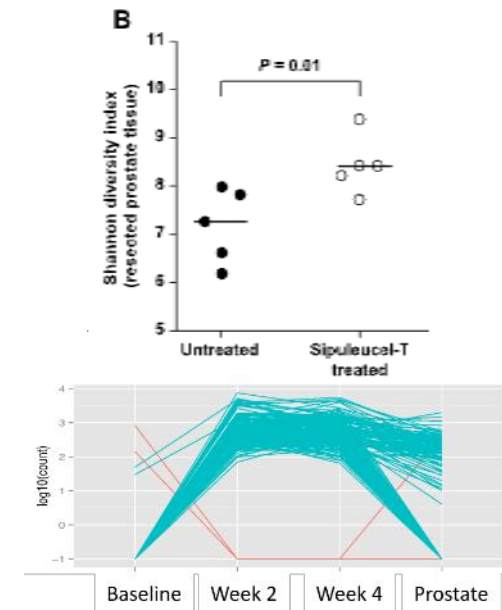 B
11
10
9
8
7
6
5
Shannon diversity index
(resected prostate tissue)
P = 0.01
Untreated
Sipuleucel-T
treated
4
3
2
1
0
-1
log10(count)
Baseline
Week 2
Week 4
Prostate